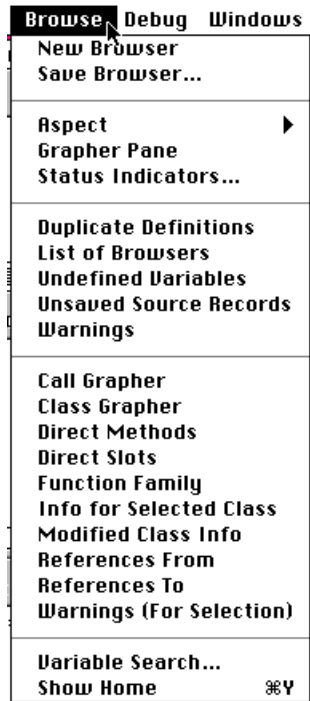 Browse Debug Windows
New Browser
Save Browser...
Aspect ▶
Grapher Pane
Status Indicators...
Duplicate Definitions
List of Browsers
Undefined Variables
Unsaved Source Records
Warnings
Call Grapher
Class Grapher
Direct Methods
Direct Slots
Function Family
Info for Selected Class
Modified Class Info
References From
References To
Warnings (For Selection)
Variable Search...
Show Home ⌘Y